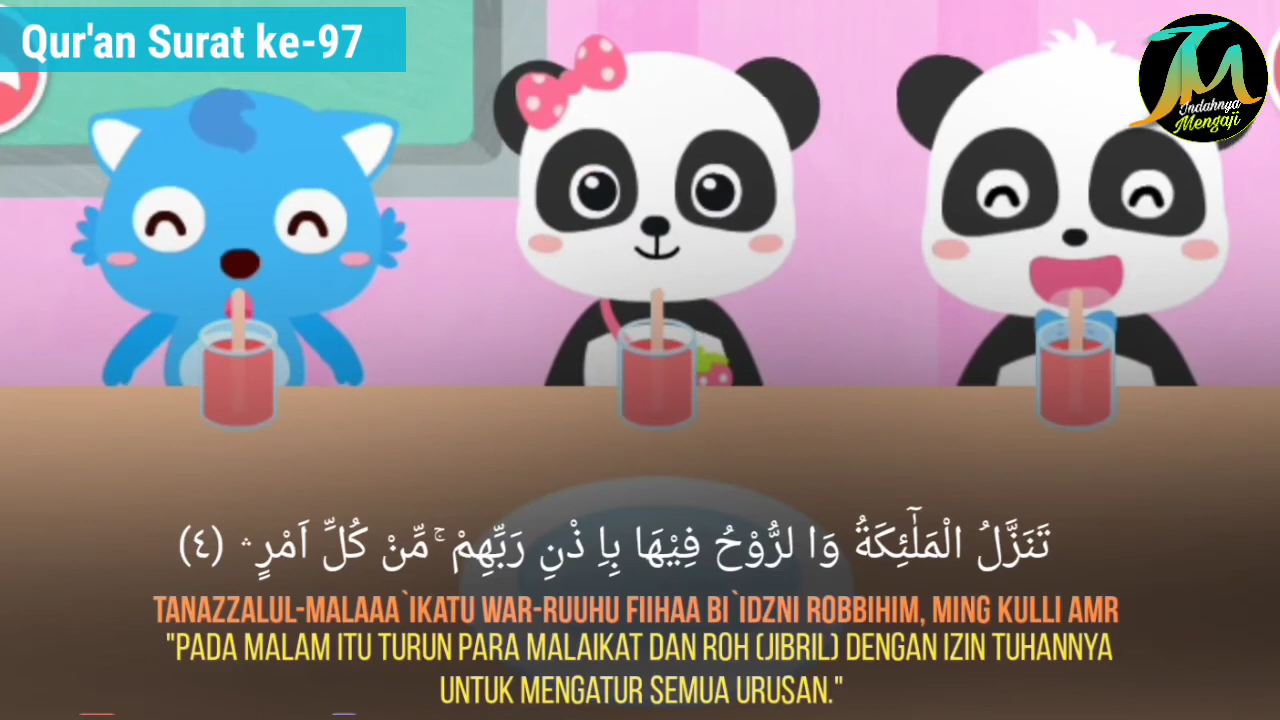 Qur'an Surat ke-97
Indahnya
Mengaji
تَنَزَّلُ الْمَلٰٓئِكَةُ وَا لرُّوْحُ فِيْهَا بِاِ ذْنِ رَبِّهِمْ ۚ مِّنْ كُلِّ اَمْرٍ ۛ (٤)
TANAZZALUL-MALAAA`IKATU WAR-RUUHU FIIHAA BI`IDZNI ROBBIHIM, MING KULLI AMR
"PADA MALAM ITU TURUN PARA MALAIKAT DAN ROH (JIBRIL) DENGAN IZIN TUHANNYA
UNTUK MENGATUR SEMUA URUSAN."